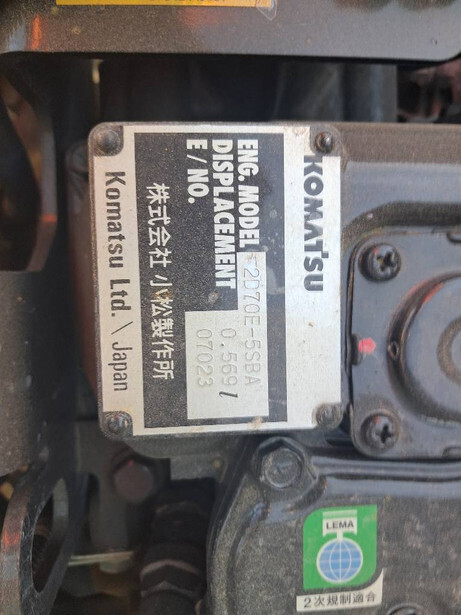 KOMATSU
ENG. MODEL 2D70E-5SBA
DISPLACEMENT 0.569 l
E / NO. 07023
株式会社 小松製作所
Komatsu Ltd. \ Japan
LEMA
2次規制適合